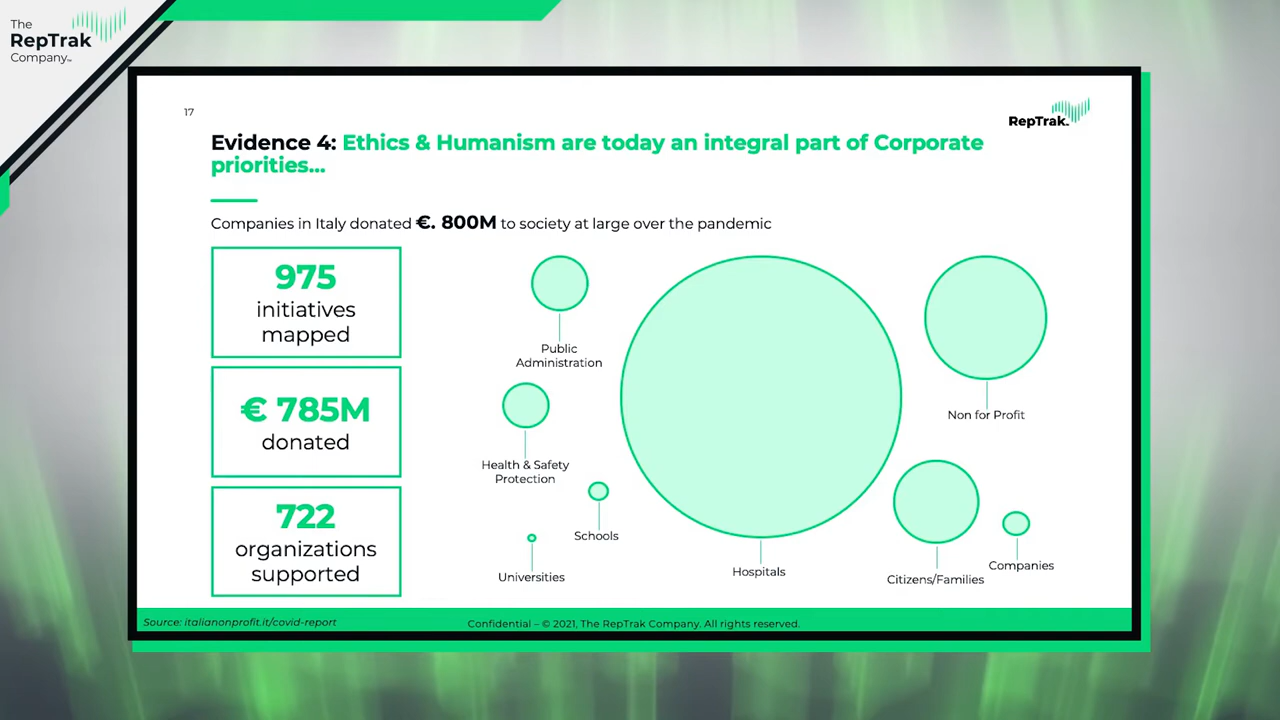 The
RepTrak
Company™
17
RepTrak™
Evidence 4: Ethics & Humanism are today an integral part of Corporate
priorities...
Companies in Italy donated €. 800M to society at large over the pandemic
975
initiatives
mapped
€ 785M
donated
722
organizations
supported
Public
Administration
Health & Safety
Protection
Schools
Universities
Hospitals
Non for Profit
Citizens/Families
Companies
Source: italianonprofit.it/covid-report
Confidential – © 2021, The RepTrak Company. All rights reserved.